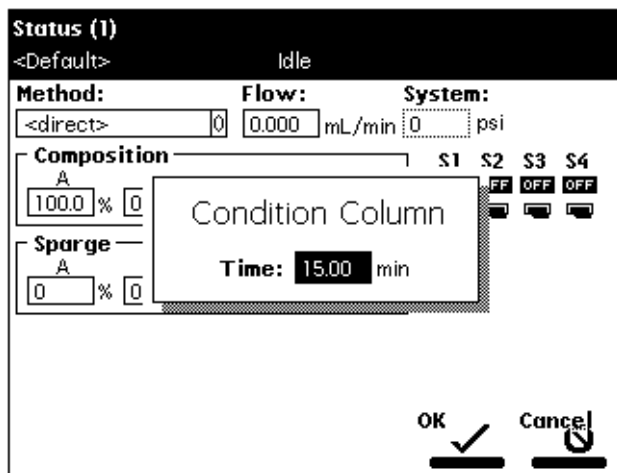 Status (1)
<Default> Idle
Method: Flow: System:
<direct> 0 0.000 mL/min 0 psi
Composition S1 S2 S3 S4
A FF OFF OFF
100.0 % 0
Condition Column
Sparge
A Time: 15.00 min
0 % 0
OK Cancel